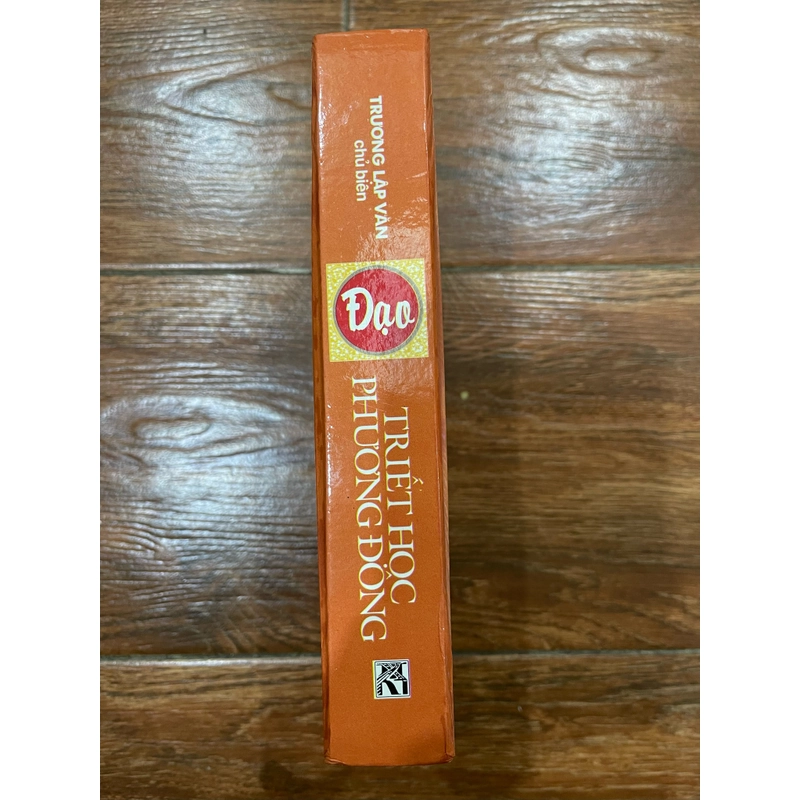 TRƯƠNG LẬP VĂN
chủ biên
Đạo
TRIẾT HỌC
PHƯƠNG ĐÔNG